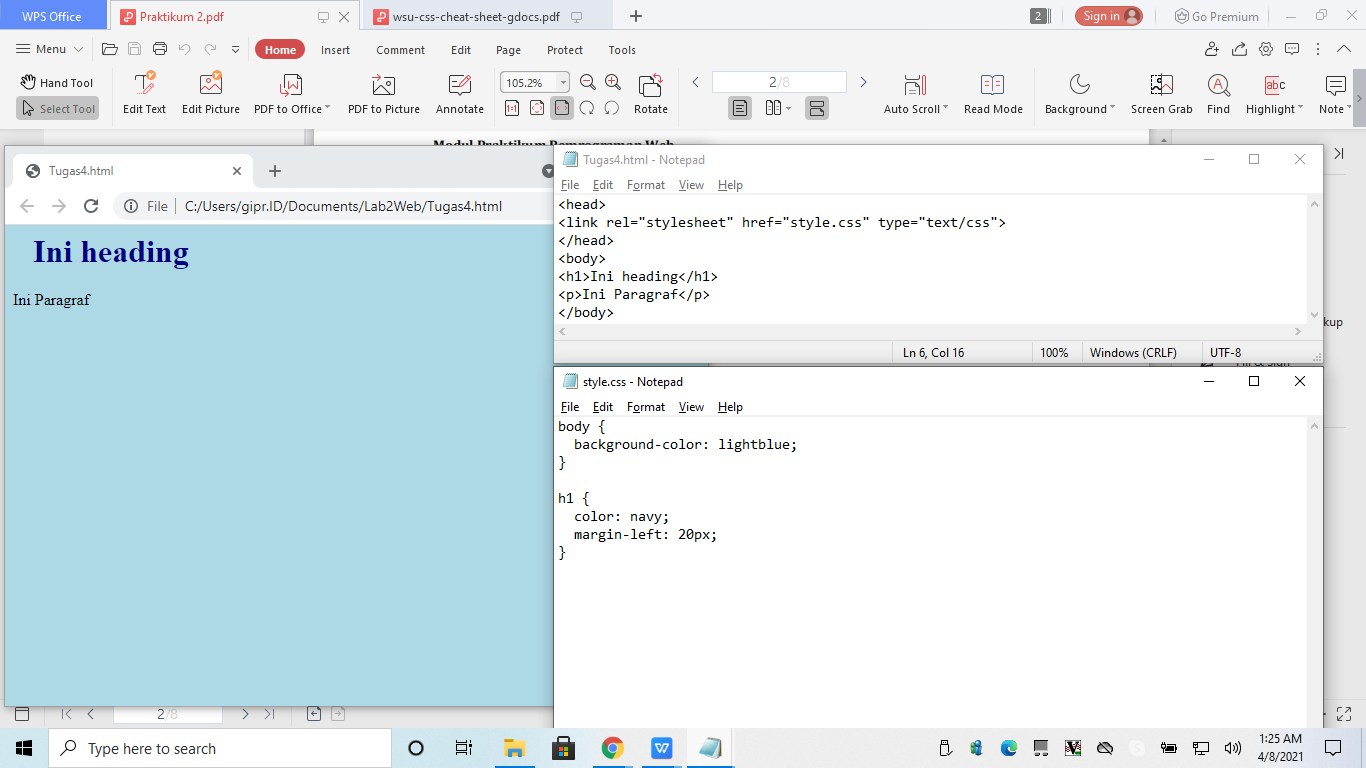 WPS Office
Praktikum 2.pdf
wsu-css-cheat-sheet-gdocs.pdf
2
Sign in
Go Premium
Menu
Home
Insert
Comment
Edit
Page
Protect
Tools
Hand Tool
Select Tool
Edit Text
Edit Picture
PDF to Office
PDF to Picture
Annotate
105.2%
1:1
Rotate
2/8
Auto Scroll
Read Mode
Background
Screen Grab
Find
Highlight
Note
Modul Praktikum Pemrograman Web
Tugas4.html
File
C:/Users/gipr.ID/Documents/Lab2Web/Tugas4.html
Ini heading
Ini Paragraf
Tugas4.html - Notepad
File Edit Format View Help
<head>
<link rel="stylesheet" href="style.css" type="text/css">
</head>
<body>
<h1>Ini heading</h1>
<p>Ini Paragraf</p>
</body>
Ln 6, Col 16
100%
Windows (CRLF)
UTF-8
kup
style.css - Notepad
File Edit Format View Help
body {
  background-color: lightblue;
}
h1 {
  color: navy;
  margin-left: 20px;
}
2/8
Type here to search
1:25 AM
4/8/2021